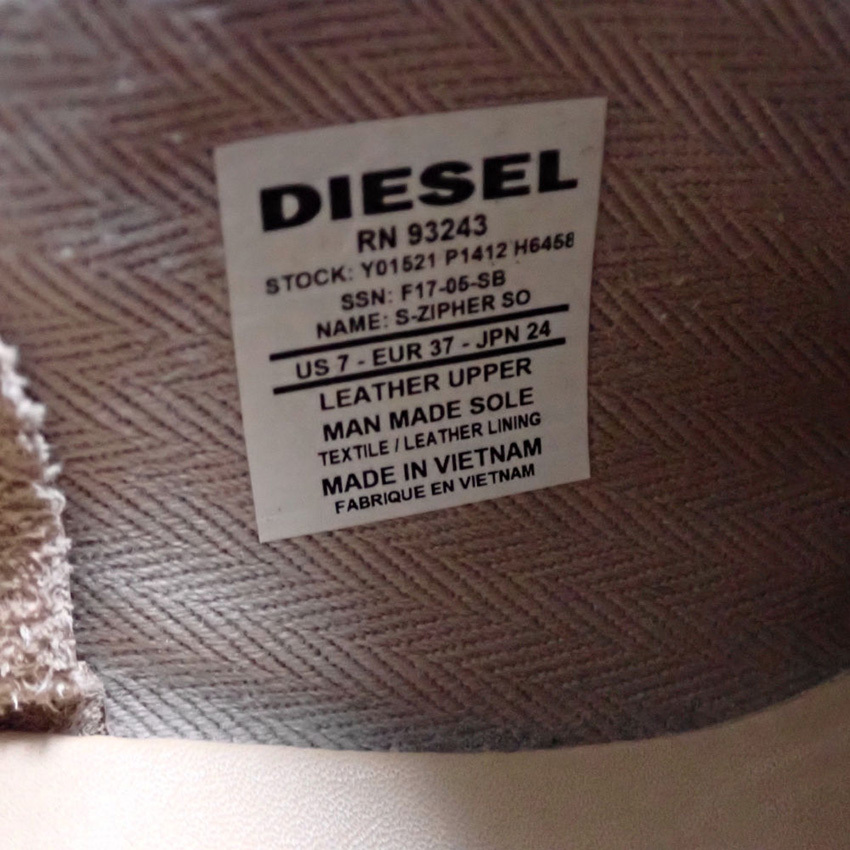 DIESEL
RN 93243
STOCK: Y01521 P1412 H6458
SSN: F17-05-SB
NAME: S-ZIPHER SO
US 7 - EUR 37 - JPN 24
LEATHER UPPER
MAN MADE SOLE
TEXTILE / LEATHER LINING
MADE IN VIETNAM
FABRIQUE EN VIETNAM